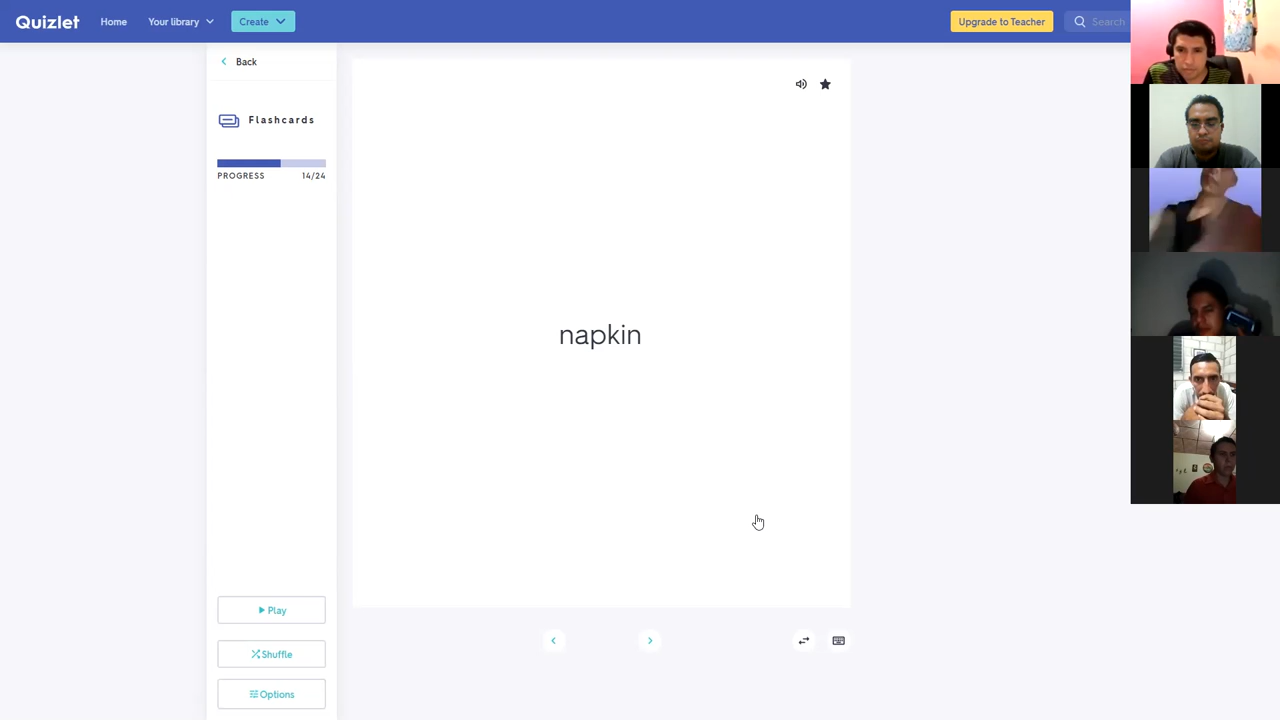 Quizlet
Home
Your library
Create
Upgrade to Teacher
Search
Back
Flashcards
PROGRESS 14/24
napkin
Play
Shuffle
Options